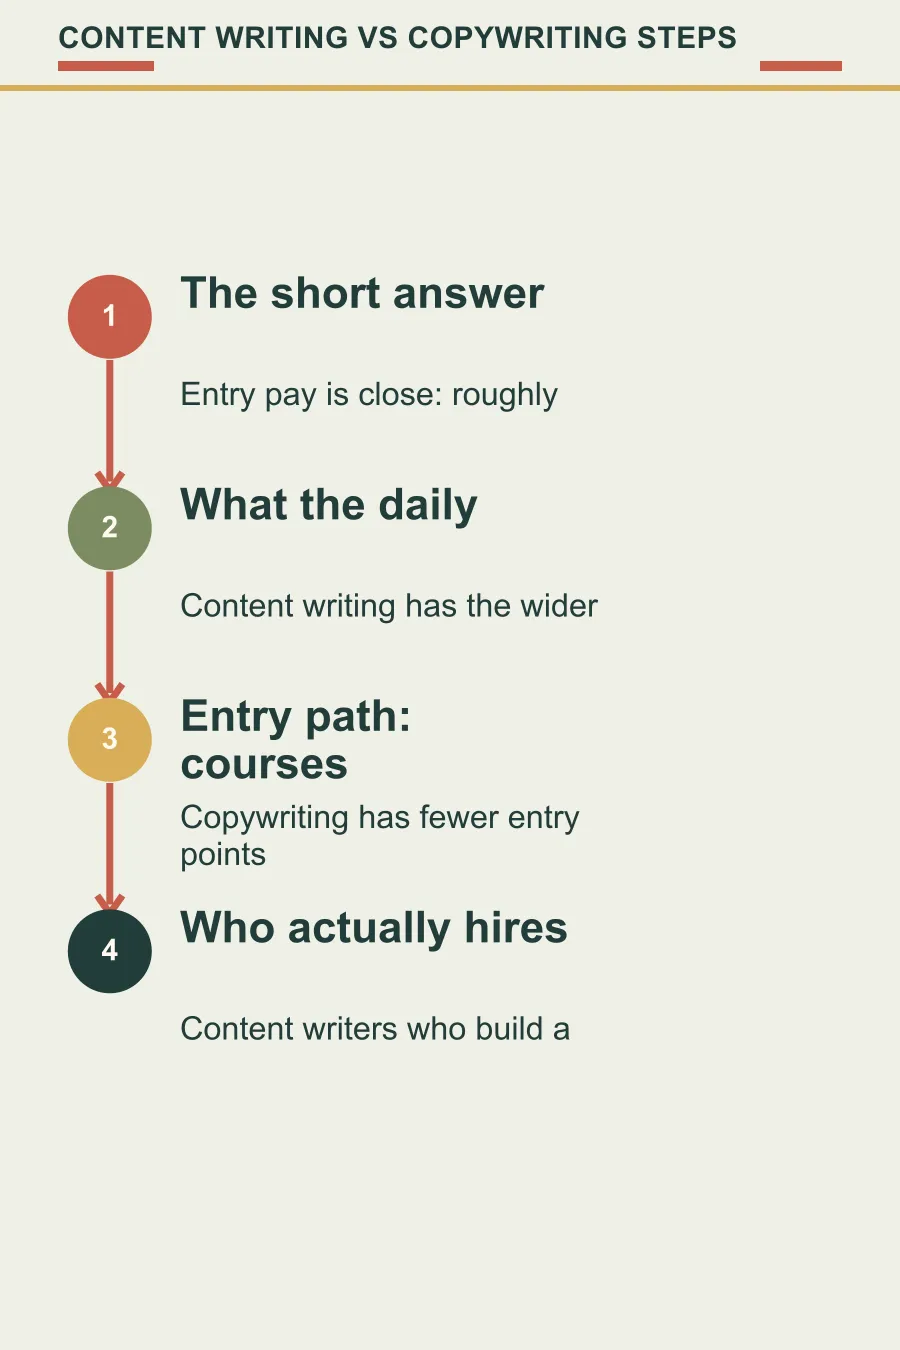 CONTENT WRITING VS COPYWRITING STEPS
1
The short answer
Entry pay is close: roughly
2
What the daily
Content writing has the wider
3
Entry path:
courses
Copywriting has fewer entry
points
4
Who actually hires
Content writers who build a